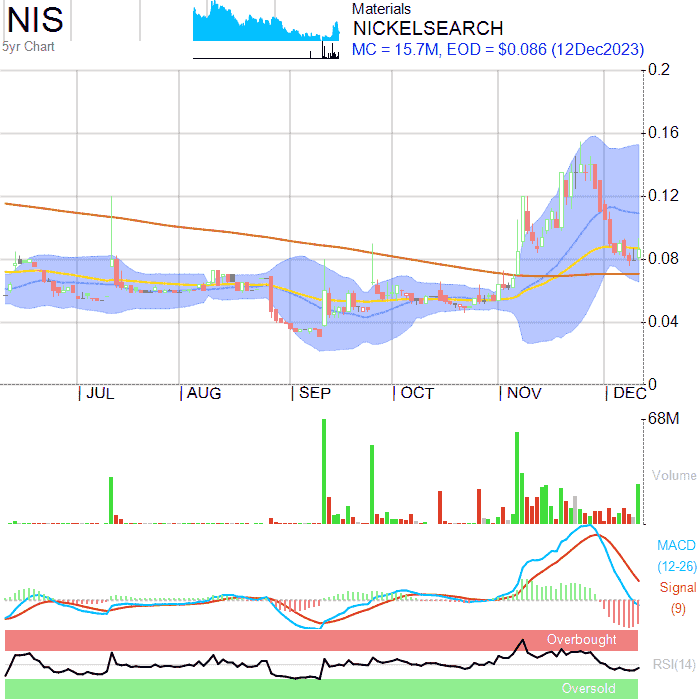 NIS
5yr Chart
Materials
NICKELSEARCH
MC = 15.7M, EOD = $0.086 (12Dec2023)
0.2
0.16
0.12
0.08
0.04
0
JUL
AUG
SEP
OCT
NOV
DEC
68M
Volume
MACD
(12-26)
Signal
(9)
Overbought
RSI(14)
Oversold